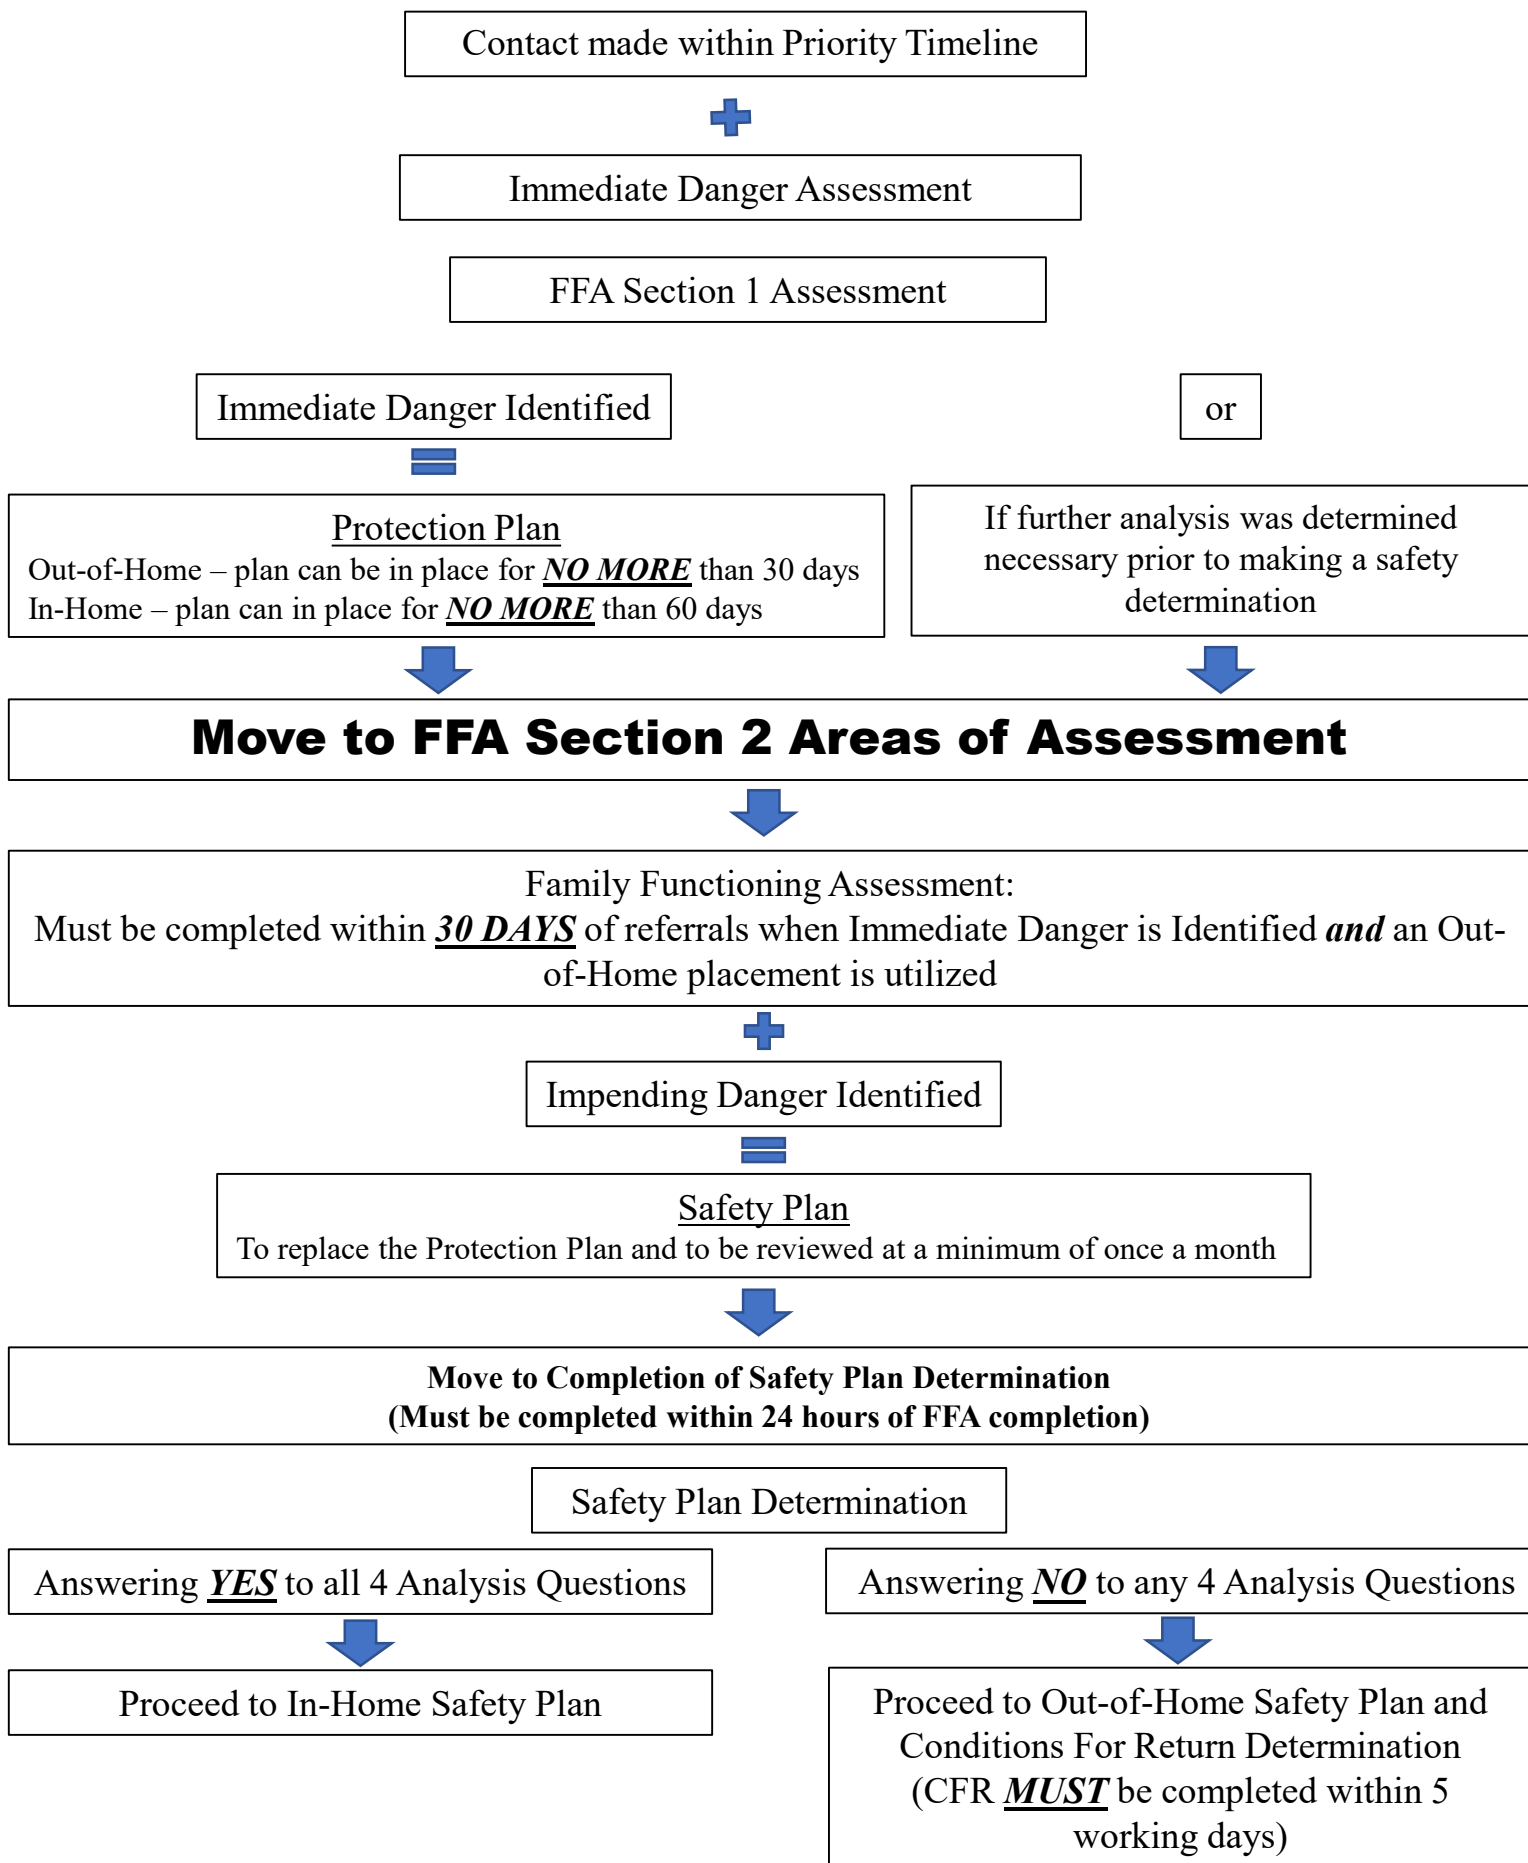 Contact made within Priority Timeline
Immediate Danger Assessment
FFA Section 1 Assessment
Immediate Danger Identified
or
Protection Plan
Out-of-Home – plan can be in place for NO MORE than 30 days
In-Home – plan can in place for NO MORE than 60 days
If further analysis was determined
necessary prior to making a safety
determination
Move to FFA Section 2 Areas of Assessment
Family Functioning Assessment:
Must be completed within 30 DAYS of referrals when Immediate Danger is Identified and an Out-
of-Home placement is utilized
Impending Danger Identified
Safety Plan
To replace the Protection Plan and to be reviewed at a minimum of once a month
Move to Completion of Safety Plan Determination
(Must be completed within 24 hours of FFA completion)
Safety Plan Determination
Answering YES to all 4 Analysis Questions
Proceed to In-Home Safety Plan
Answering NO to any 4 Analysis Questions
Proceed to Out-of-Home Safety Plan and
Conditions For Return Determination
(CFR MUST be completed within 5
working days)